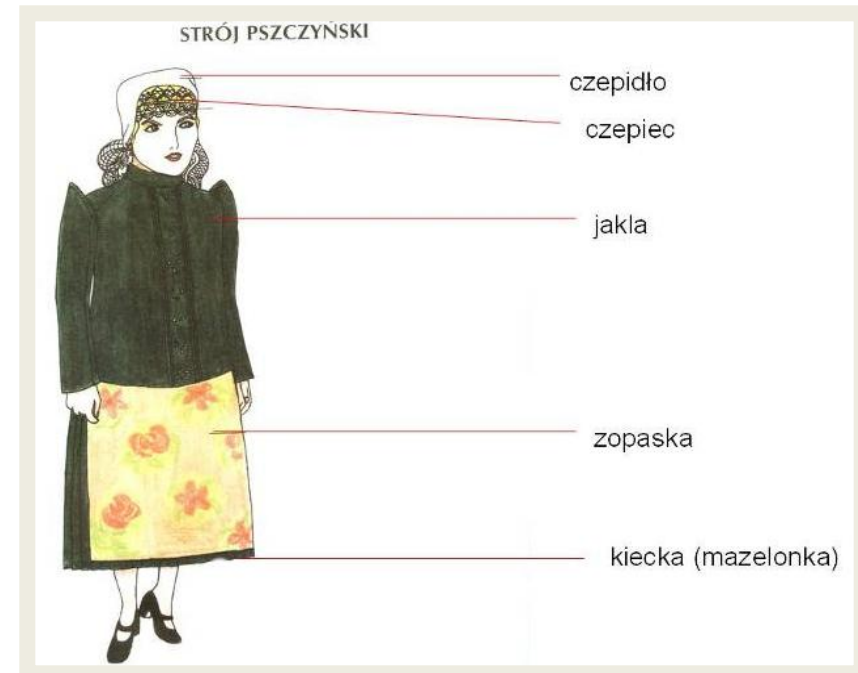 STRÓJ PSZCZYŃSKI
czepidło
czepiec
jakla
zopaska
kiecka (mazelonka)